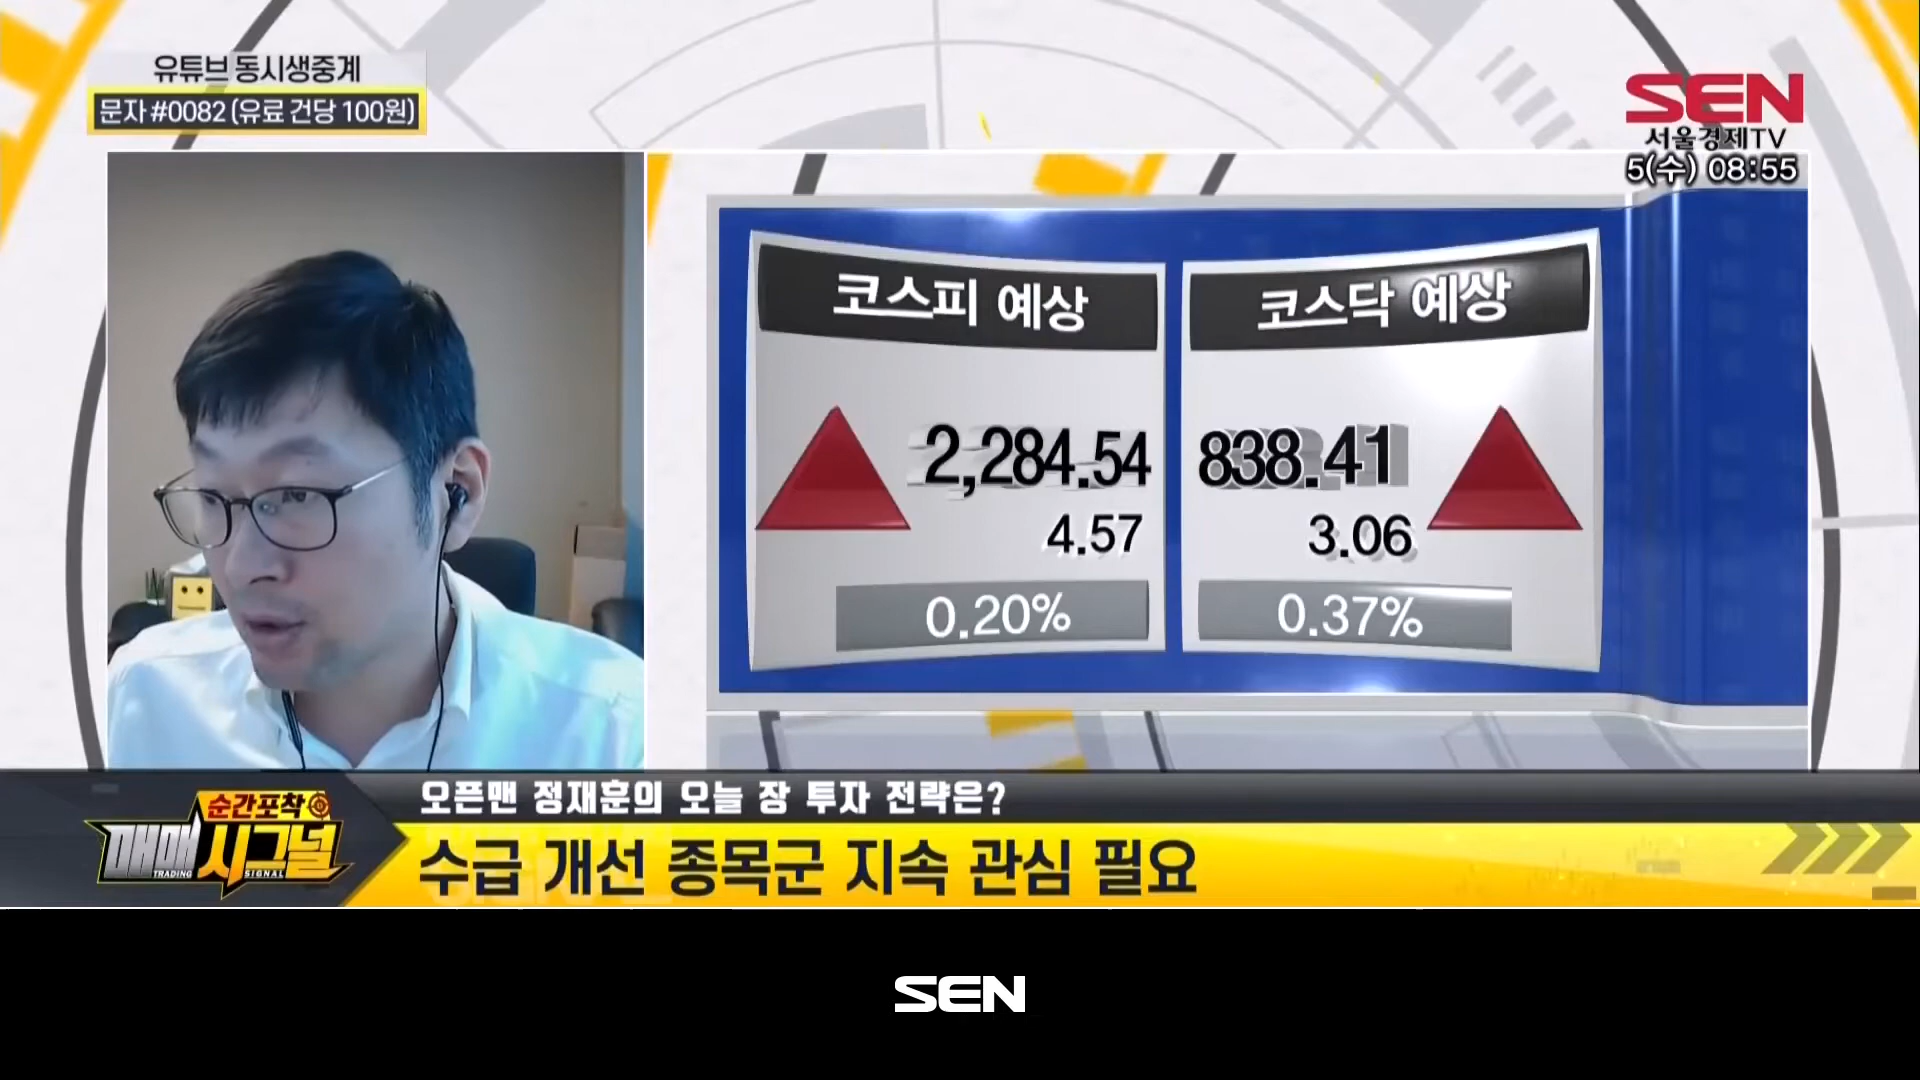 유튜브 동시생중계
문자 #0082 (유료 건당 100원)
SEN
서울경제TV
5(수) 08:55
코스피 예상
2,284.54
4.57
0.20%
코스닥 예상
838.41
3.06
0.37%
순간포착
매매 시그널
TRADING SIGNAL
오픈맨 정재훈의 오늘 장 투자 전략은?
수급 개선 종목군 지속 관심 필요
SEN